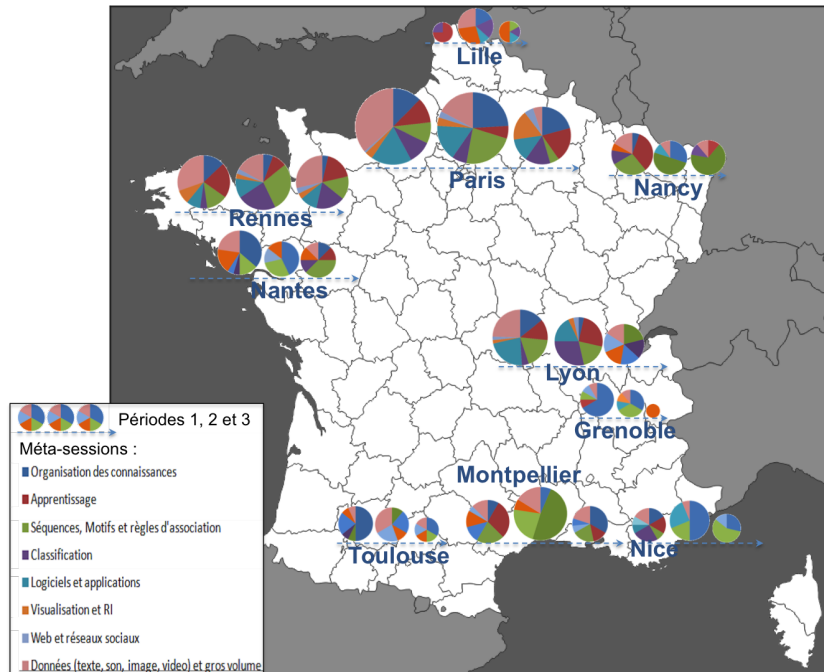 Lille
Paris
Nancy
Rennes
Nantes
Lyon
Grenoble
Montpellier
Toulouse
Nice
Périodes 1, 2 et 3
Méta-sessions :
Organisation des connaissances
Apprentissage
Séquences, Motifs et règles d'association
Classification
Logiciels et applications
Visualisation et RI
Web et réseaux sociaux
Données (texte, son, image, video) et gros volume